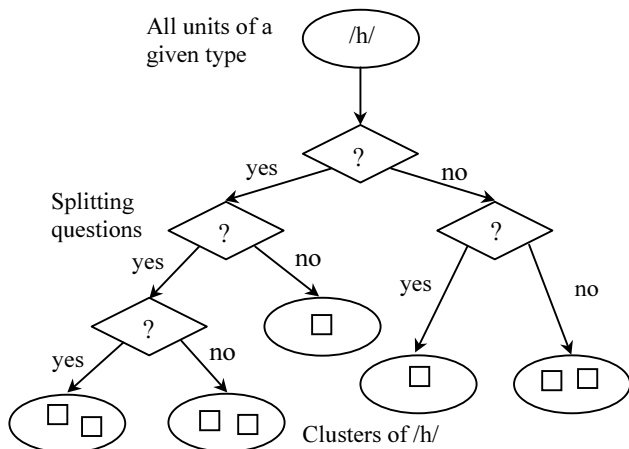 All units of a
given type
/h/
?
yes
no
Splitting
questions
?
?
yes
no
yes
no
?
yes
no
Clusters of /h/